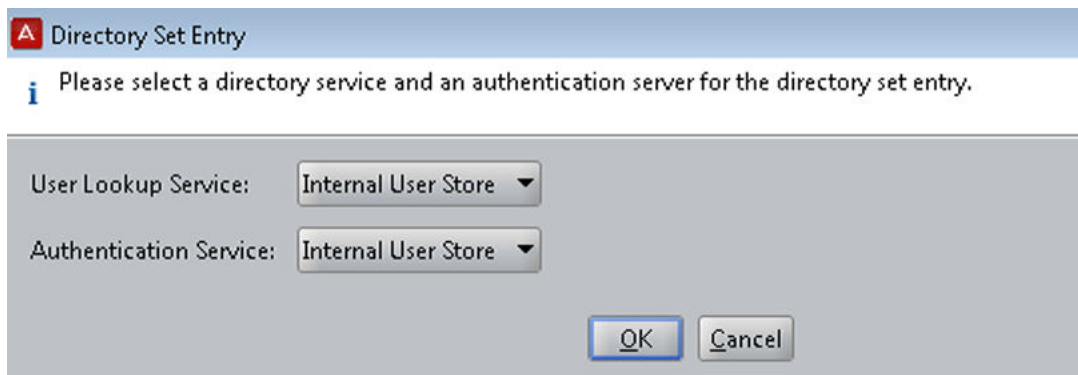 A Directory Set Entry
i Please select a directory service and an authentication server for the directory set entry.
User Lookup Service: Internal User Store
Authentication Service: Internal User Store
OK Cancel